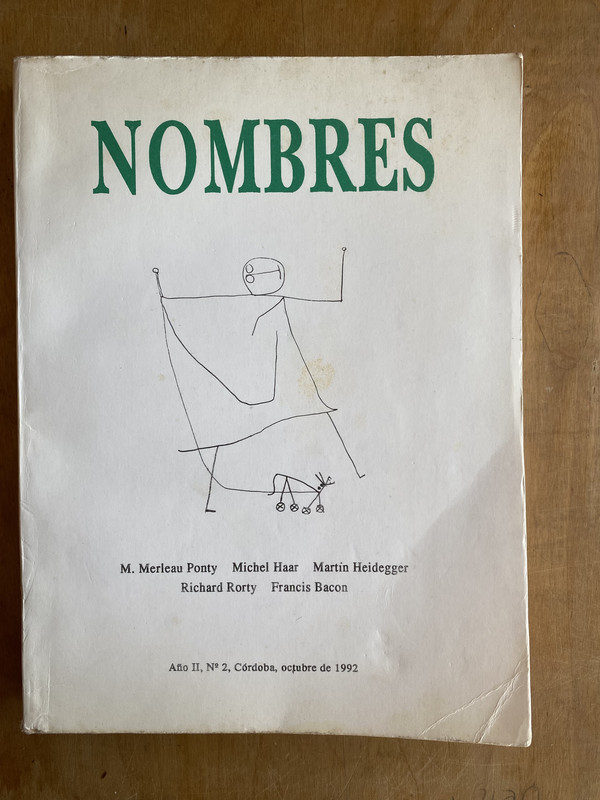 NOMBRES
M. Merleau Ponty Michel Haar Martín Heidegger
Richard Rorty Francis Bacon
Año II, Nº 2, Córdoba, octubre de 1992